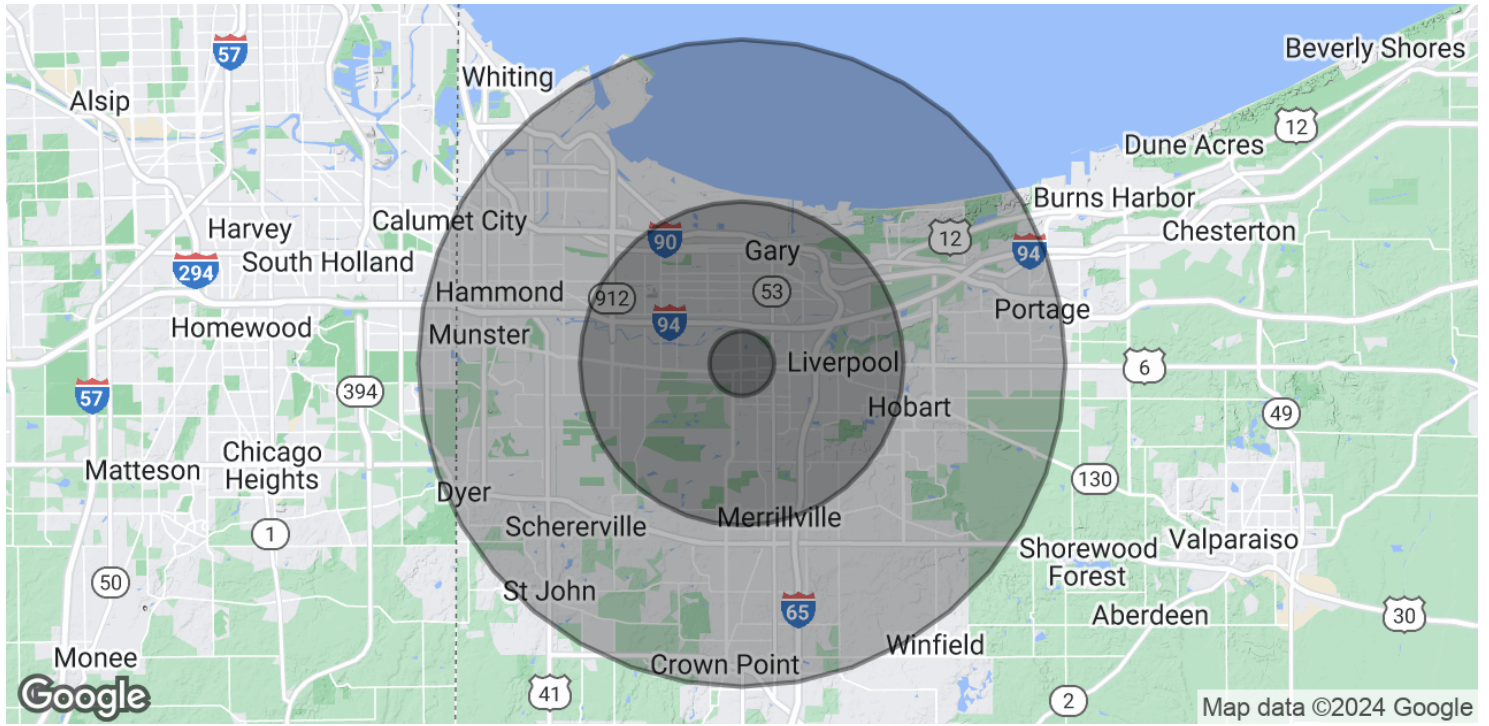 Beverly Shores
57
Whiting
Alsip
12
Dune Acres
Burns Harbor
Calumet City
Harvey
90
Gary
12
94
Chesterton
South Holland
294
Hammond
912
53
Portage
Homewood
Munster
94
Liverpool
6
57
394
Hobart
49
Chicago
Heights
Matteson
130
Dyer
Schererville
Merrillville
1
Shorewood
Forest
Valparaiso
50
St John
65
Aberdeen
30
Monee
Crown Point
Winfield
Google
41
2
Map data ©2024 Google